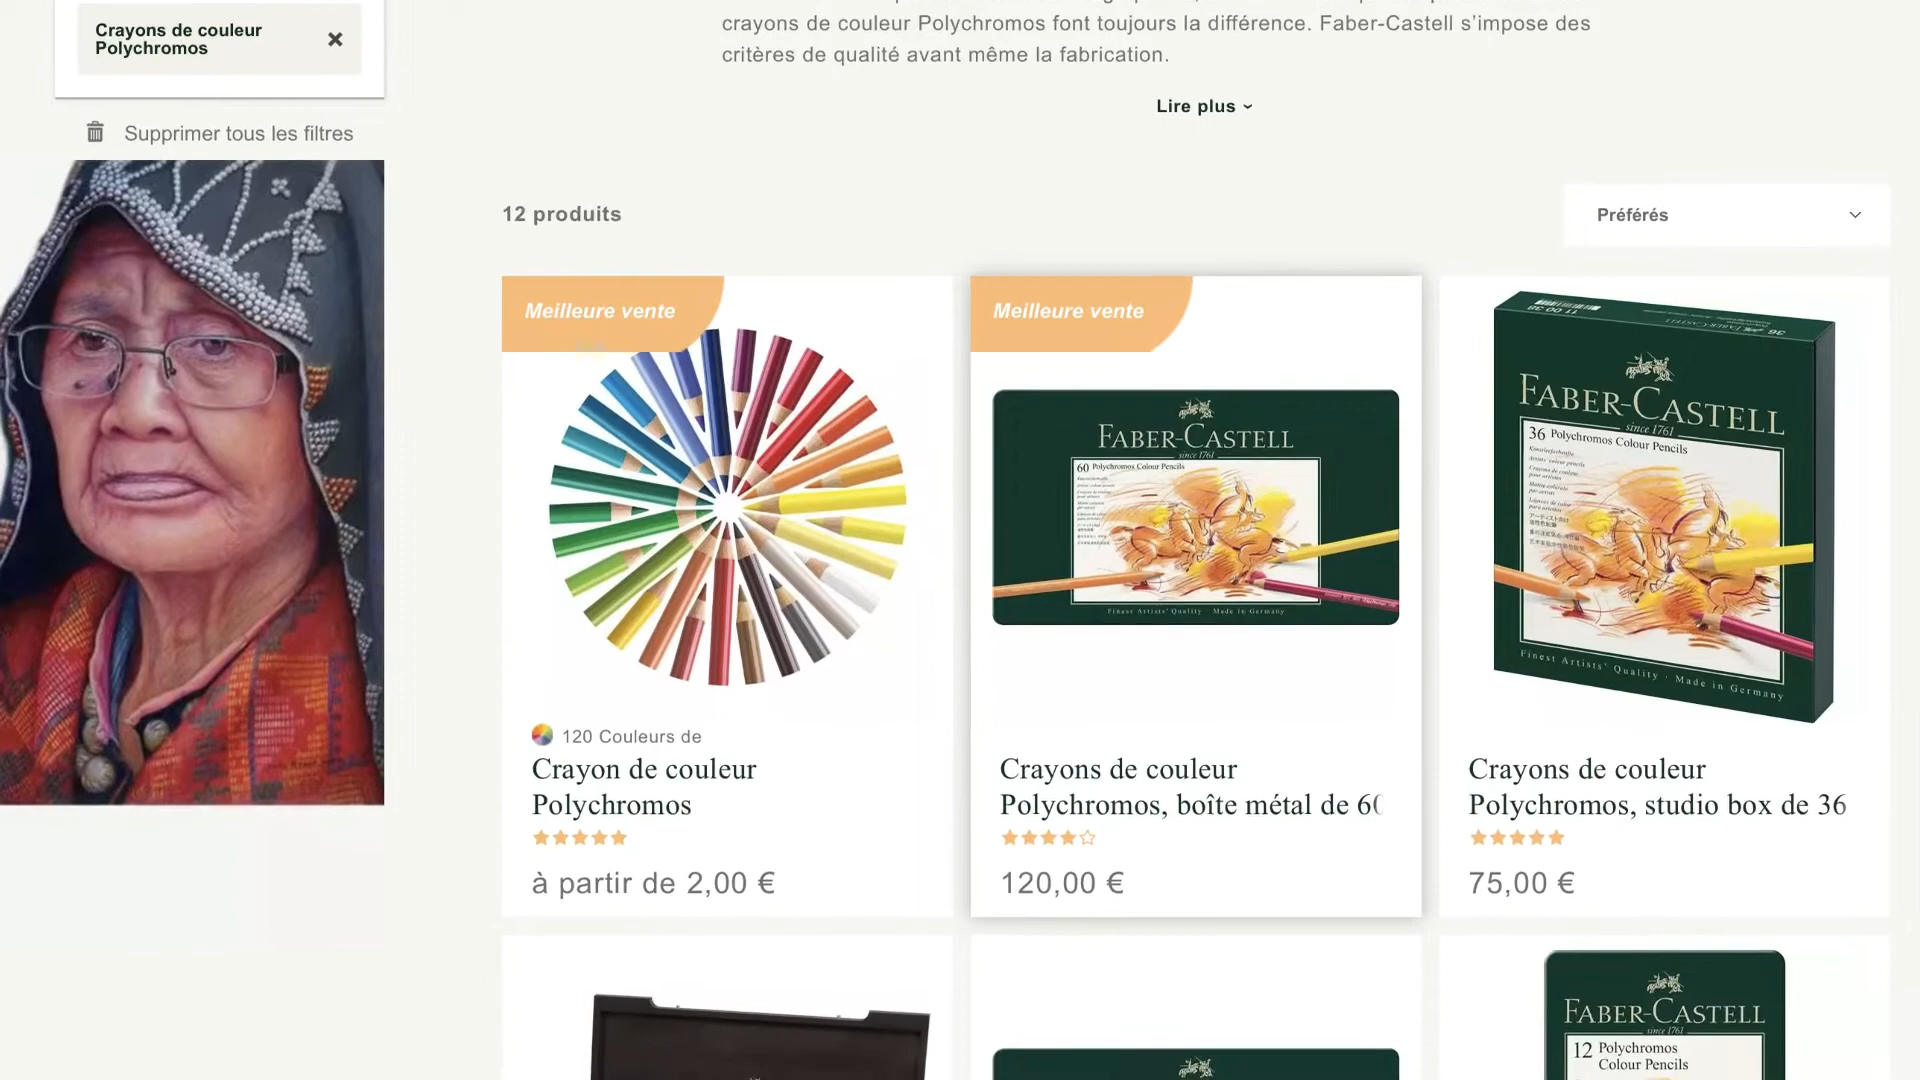 crayons de couleur Polychromos font toujours la différence. Faber-Castell s’impose des
critères de qualité avant même la fabrication.
Lire plus
Crayons de couleur
Polychromos
Supprimer tous les filtres
12 produits
Préférés
Meilleure vente
120 Couleurs de
Crayon de couleur
Polychromos
à partir de 2,00 €
Meilleure vente
FABER-CASTELL
since 1761
60 Polychromos Colour Pencils
Finest Artists' Quality · Made in Germany
Crayons de couleur
Polychromos, boîte métal de 60
120,00 €
36
FABER-CASTELL
since 1761
36 Polychromos Colour Pencils
Finest Artists' Quality · Made in Germany
Crayons de couleur
Polychromos, studio box de 36
75,00 €
FABER-CASTELL
since 1761
12 Polychromos
Colour Pencils